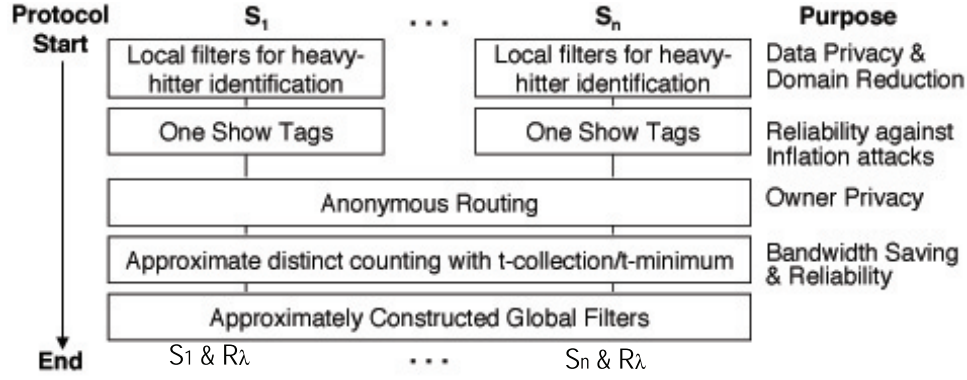 Protocol Start S1 . . . Sn Purpose
Local filters for heavy-
hitter identification
Local filters for heavy-
hitter identification
Data Privacy &
Domain Reduction
One Show Tags
One Show Tags
Reliability against
Inflation attacks
Anonymous Routing
Owner Privacy
Approximate distinct counting with t-collection/t-minimum
Bandwidth Saving
& Reliability
Approximately Constructed Global Filters
End S1 & Rλ . . . Sn & Rλ